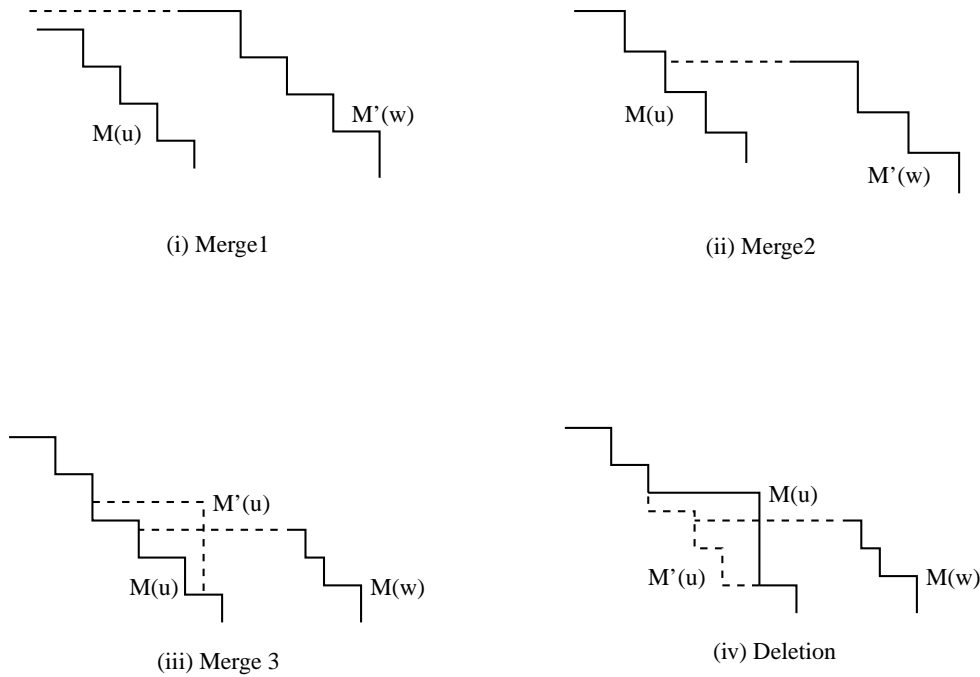 M(u)
M'(w)
(i) Merge1
M(u)
M'(w)
(ii) Merge2
M'(u)
M(u)
M(w)
(iii) Merge 3
M(u)
M'(u)
M(w)
(iv) Deletion